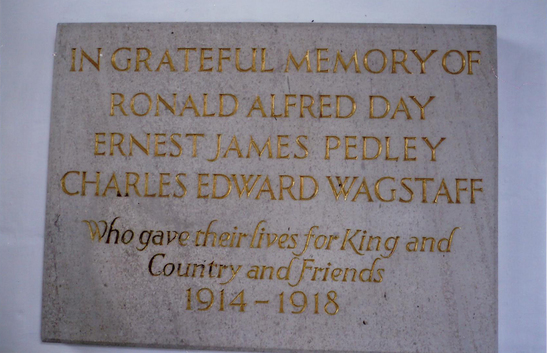 IN GRATEFUL MEMORY OF
RONALD ALFRED DAY
ERNEST JAMES PEDLEY
CHARLES EDWARD WAGSTAFF
Who gave their lives for King and
Country and Friends
1914 – 1918